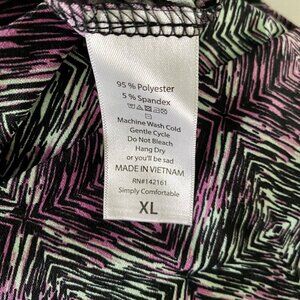 95 % Polyester
5 % Spandex
Machine Wash Cold
Gentle Cycle
Do Not Bleach
Hang Dry
or you'll be sad
MADE IN VIETNAM
RN#142161
Simply Comfortable
XL